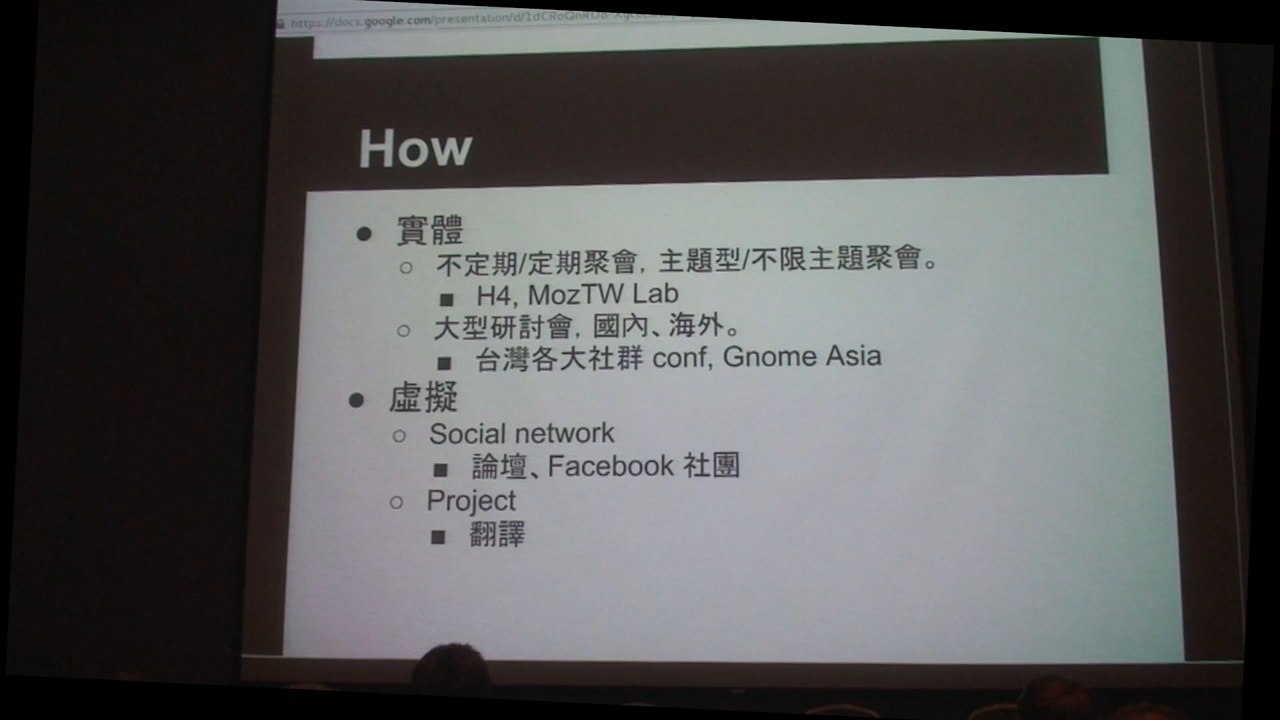 https://docs.google.com/presentation/d/
How
● 實體
○ 不定期/定期聚會, 主題型/不限主題聚會。
■ H4, MozTW Lab
○ 大型研討會, 國內、海外。
■ 台灣各大社群 conf, Gnome Asia
● 虛擬
○ Social network
■ 論壇、Facebook 社團
○ Project
■ 翻譯